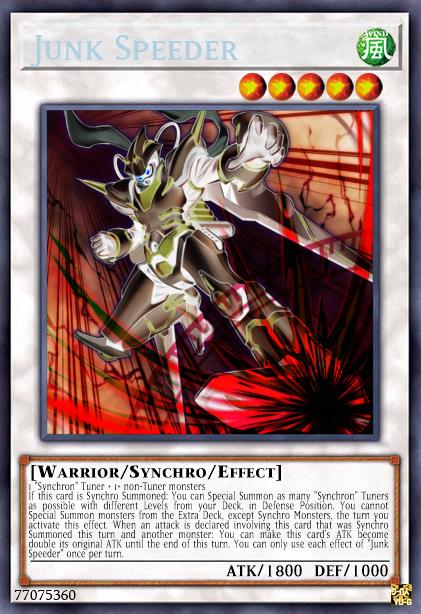 JUNK SPEEDER
WIND
風
[WARRIOR/SYNCHRO/EFFECT]
1 "Synchron" Tuner + 1+ non-Tuner monsters
If this card is Synchro Summoned: You can Special Summon as many "Synchron" Tuners
as possible with different Levels from your Deck, in Defense Position. You cannot
Special Summon monsters from the Extra Deck, except Synchro Monsters, the turn you
activate this effect. When an attack is declared involving this card that was Synchro
Summoned this turn and another monster: You can make this card's ATK become
double its original ATK until the end of this turn. You can only use each effect of "Junk
Speeder" once per turn.
ATK/1800 DEF/1000
77075360